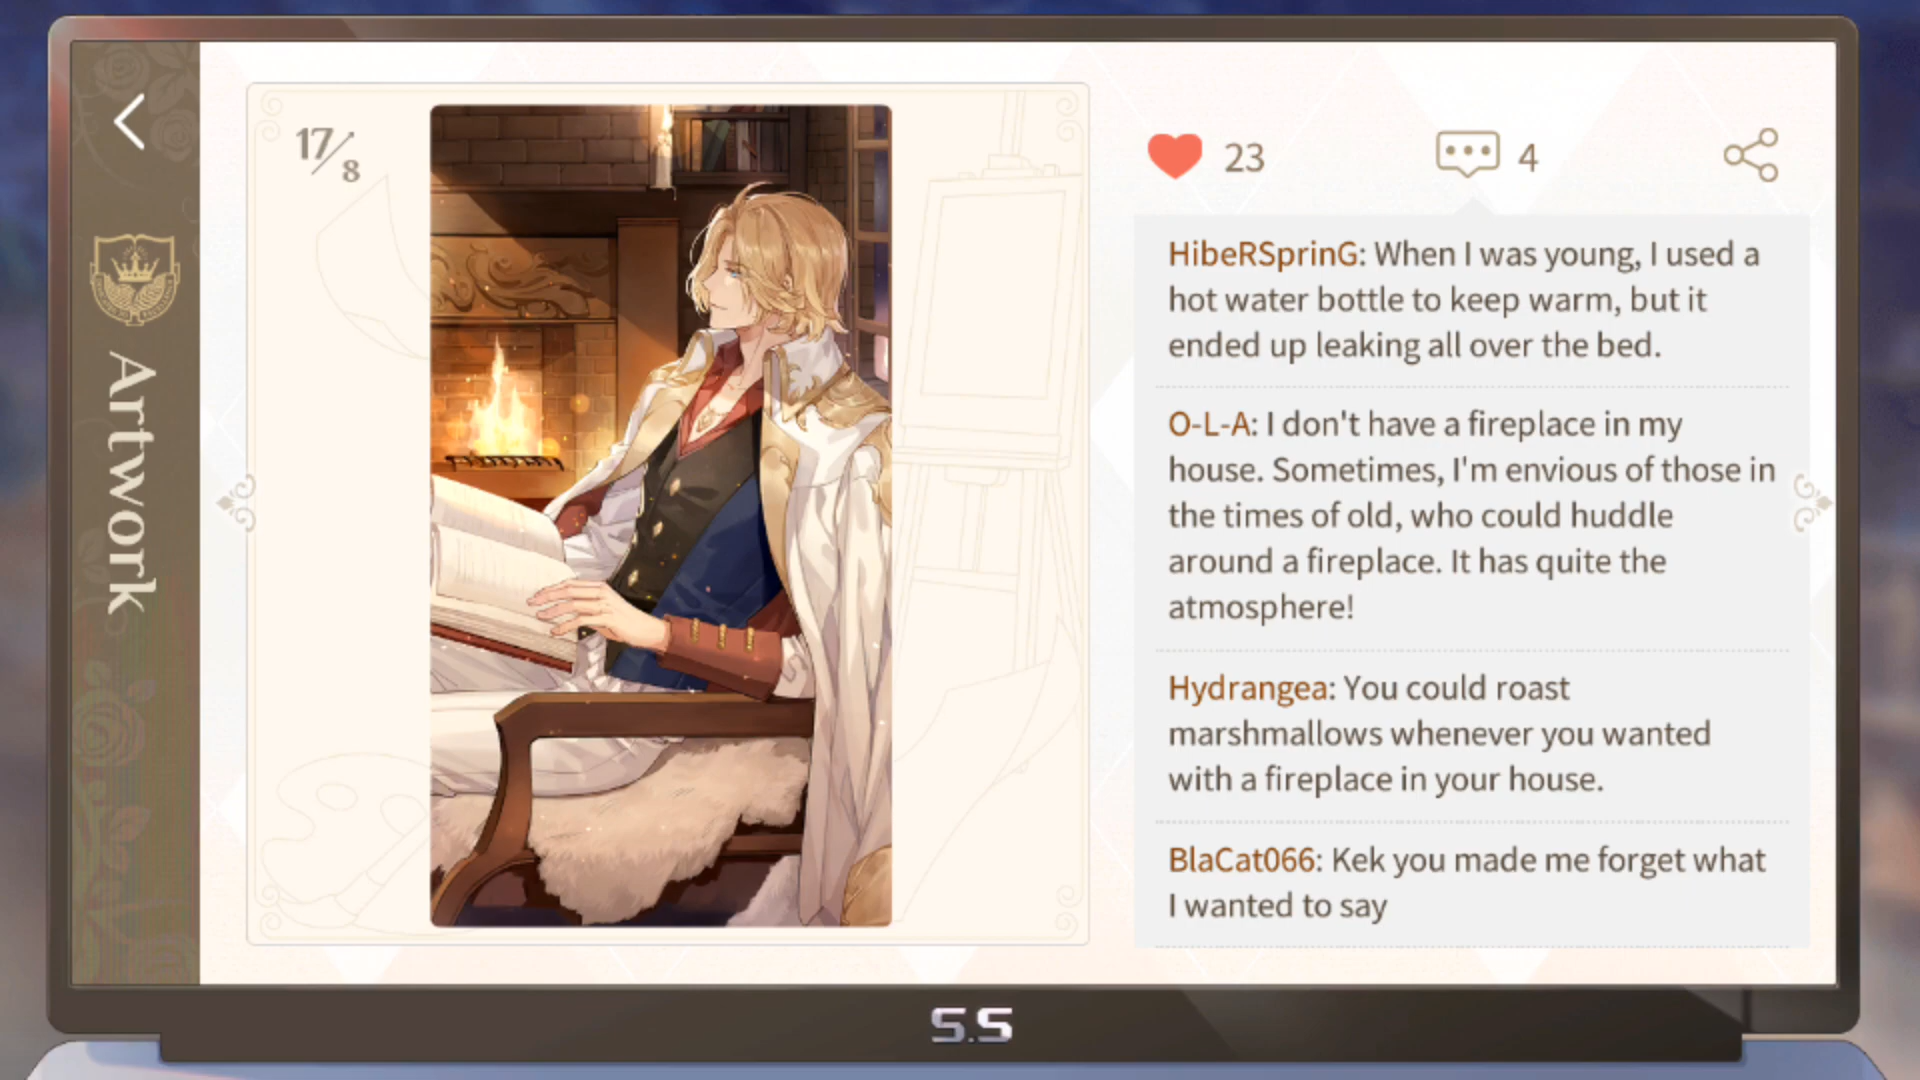 Artwork
17/8
23
4
HibeRSprinG: When I was young, I used a
hot water bottle to keep warm, but it
ended up leaking all over the bed.
O-L-A: I don't have a fireplace in my
house. Sometimes, I'm envious of those in
the times of old, who could huddle
around a fireplace. It has quite the
atmosphere!
Hydrangea: You could roast
marshmallows whenever you wanted
with a fireplace in your house.
BlaCat066: Kek you made me forget what
I wanted to say
S.S